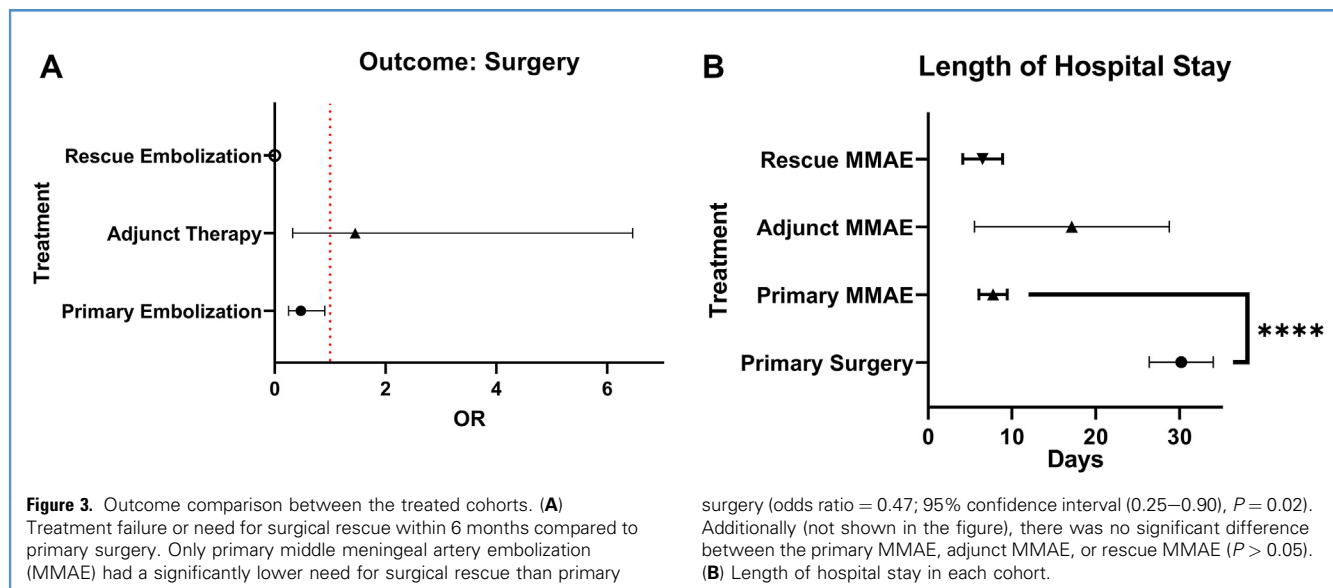 A
Outcome: Surgery
Treatment
Rescue Embolization
Adjunct Therapy
Primary Embolization
0 2 4 6
OR
B
Length of Hospital Stay
Treatment
Rescue MMAE
Adjunct MMAE
Primary MMAE
Primary Surgery
****
0 10 20 30
Days
Figure 3. Outcome comparison between the treated cohorts. (A)
Treatment failure or need for surgical rescue within 6 months compared to
primary surgery. Only primary middle meningeal artery embolization
(MMAE) had a significantly lower need for surgical rescue than primary
surgery (odds ratio = 0.47; 95% confidence interval (0.25–0.90), P = 0.02).
Additionally (not shown in the figure), there was no significant difference
between the primary MMAE, adjunct MMAE, or rescue MMAE (P > 0.05).
(B) Length of hospital stay in each cohort.